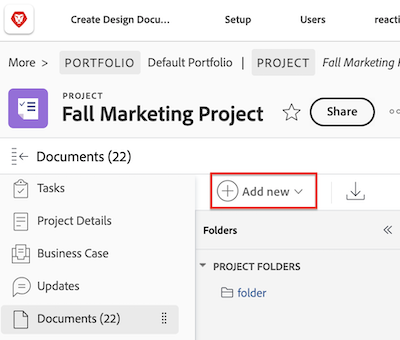 Create Design Docu... Setup Users reacti
More > PORTFOLIO Default Portfolio | PROJECT Fall Marketing
PROJECT
Fall Marketing Project Share
Documents (22)
Tasks
Project Details
Business Case
Updates
Documents (22)
Add new
Folders
PROJECT FOLDERS
folder